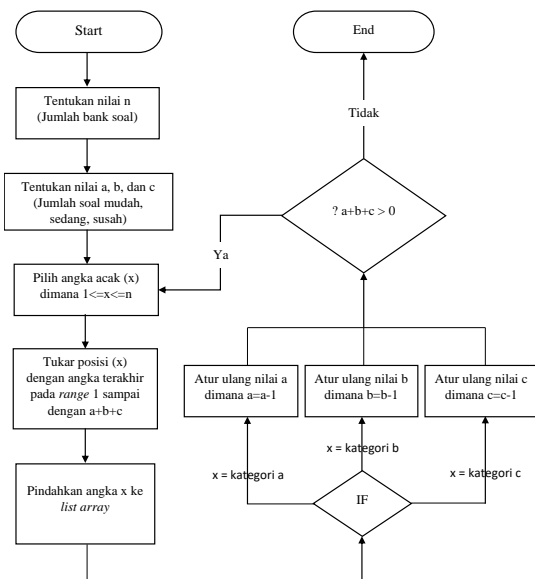 Start
Tentukan nilai n
(Jumlah bank soal)
Tentukan nilai a, b, dan c
(Jumlah soal mudah,
sedang, susah)
Pilih angka acak (x)
dimana 1<=x<=n
Tukar posisi (x)
dengan angka terakhir
pada range 1 sampai
dengan a+b+c
Pindahkan angka x ke
list array
IF
x = kategori a
x = kategori b
x = kategori c
Atur ulang nilai a
dimana a=a-1
Atur ulang nilai b
dimana b=b-1
Atur ulang nilai c
dimana c=c-1
? a+b+c > 0
Ya
Tidak
End